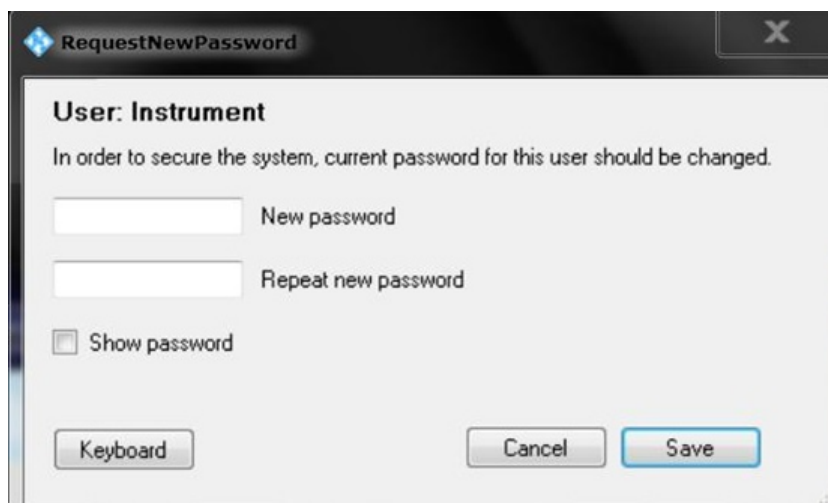 RequestNewPassword
User: Instrument
In order to secure the system, current password for this user should be changed.
New password
Repeat new password
Show password
Keyboard Cancel Save